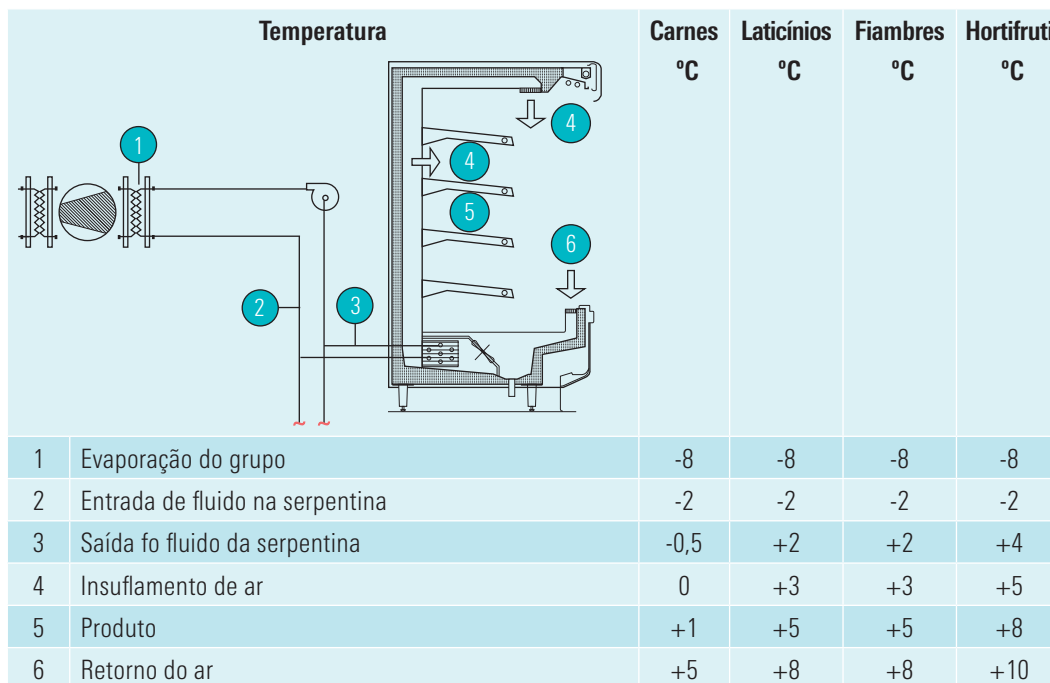 Temperatura Carnes Laticínios Fiambres Hortifruti
ºC ºC ºC ºC
4
1
4
5
6
2
3
1 Evaporação do grupo -8 -8 -8 -8
2 Entrada de fluido na serpentina -2 -2 -2 -2
3 Saída fo fluido da serpentina -0,5 +2 +2 +4
4 Insuflamento de ar 0 +3 +3 +5
5 Produto +1 +5 +5 +8
6 Retorno do ar +5 +8 +8 +10